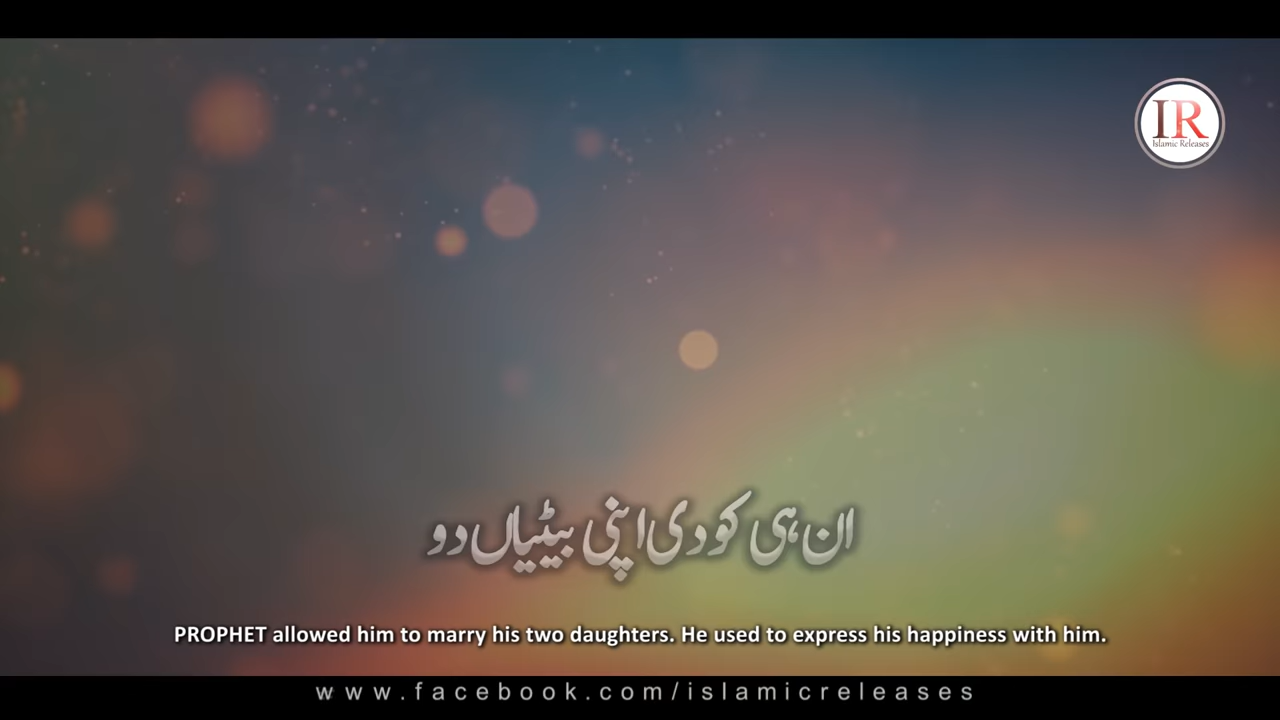 IR
Islamic Releases
ان ہی کو دی اپنی بیٹیاں دو
PROPHET allowed him to marry his two daughters. He used to express his happiness with him.
www.facebook.com/islamicreleases